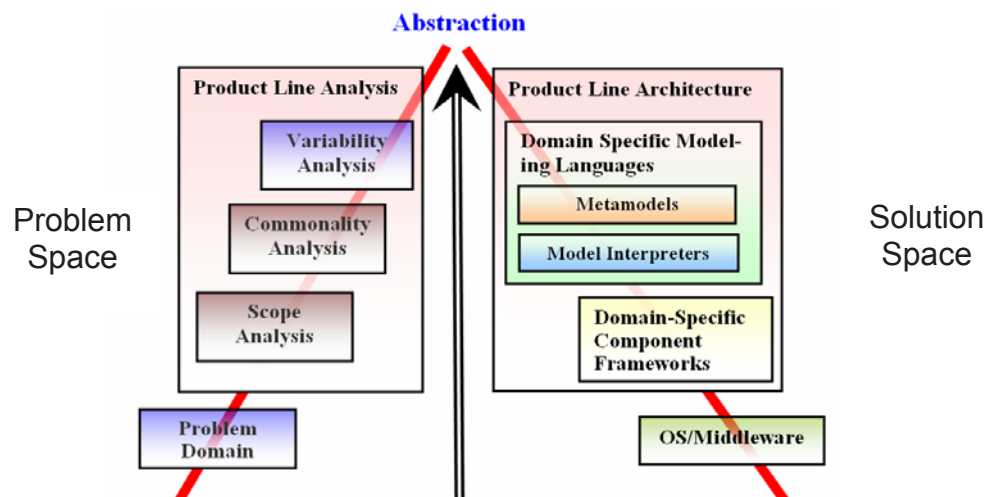 Abstraction
Product Line Analysis
Variability
Analysis
Commonality
Analysis
Scope
Analysis
Problem
Domain
Problem
Space
Product Line Architecture
Domain Specific Model-
ing Languages
Metamodels
Model Interpreters
Domain-Specific
Component
Frameworks
OS/Middleware
Solution
Space